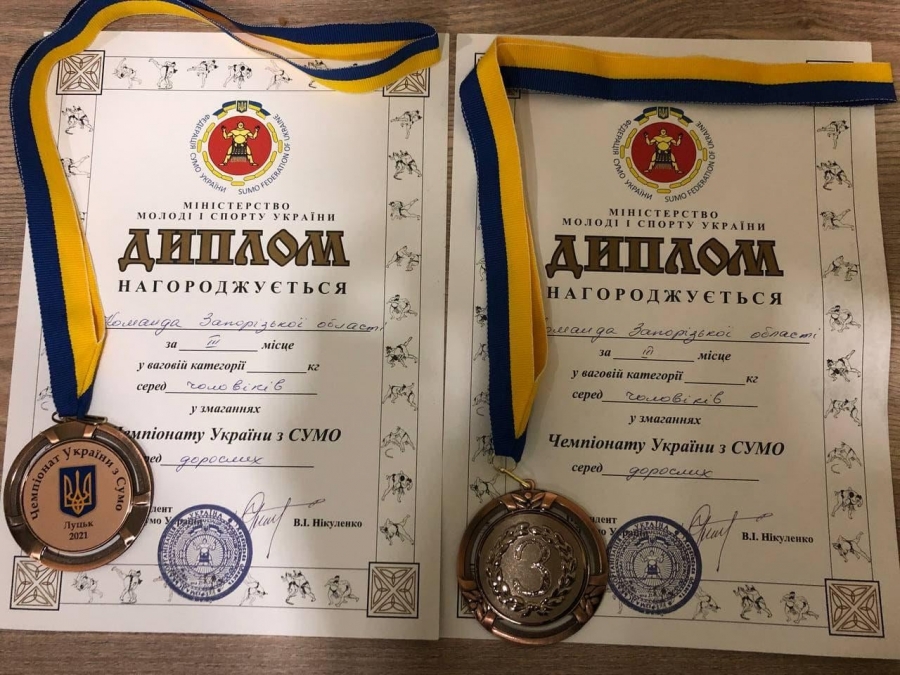 ФЕДЕРАЦІЯ СУМО УКРАЇНИ
SUMO FEDERATION OF UKRAINE
МІНІСТЕРСТВО
МОЛОДІ І СПОРТУ УКРАЇНИ
ДИПЛОМ
НАГОРОДЖУЄТЬСЯ
Команда Запорізької області
за III місце
у ваговій категорії кг
серед чоловіків
у змаганнях
Чемпіонату України з СУМО
серед дорослих
В.І. Нікуленко
Чемпіонат України з Сумо
Луцьк
2021
ФЕДЕРАЦІЯ СУМО УКРАЇНИ
SUMO FEDERATION OF UKRAINE
МІНІСТЕРСТВО
МОЛОДІ І СПОРТУ УКРАЇНИ
ДИПЛОМ
НАГОРОДЖУЄТЬСЯ
Команда Запорізької області
за III місце
у ваговій категорії кг
серед чоловіків
у змаганнях
Чемпіонату України з СУМО
серед дорослих
В.І. Нікуленко
3